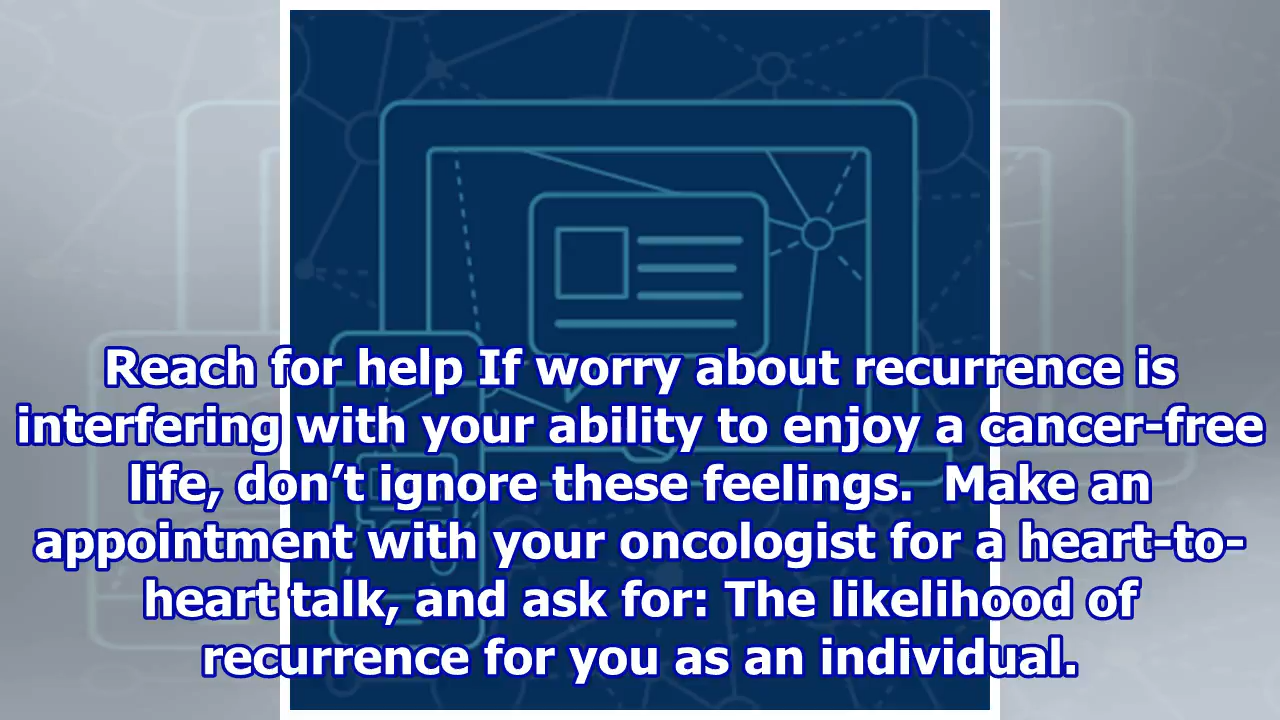 Reach for help If worry about recurrence is
interfering with your ability to enjoy a cancer-free
life, don’t ignore these feelings.  Make an
appointment with your oncologist for a heart-to-
heart talk, and ask for: The likelihood of
recurrence for you as an individual.